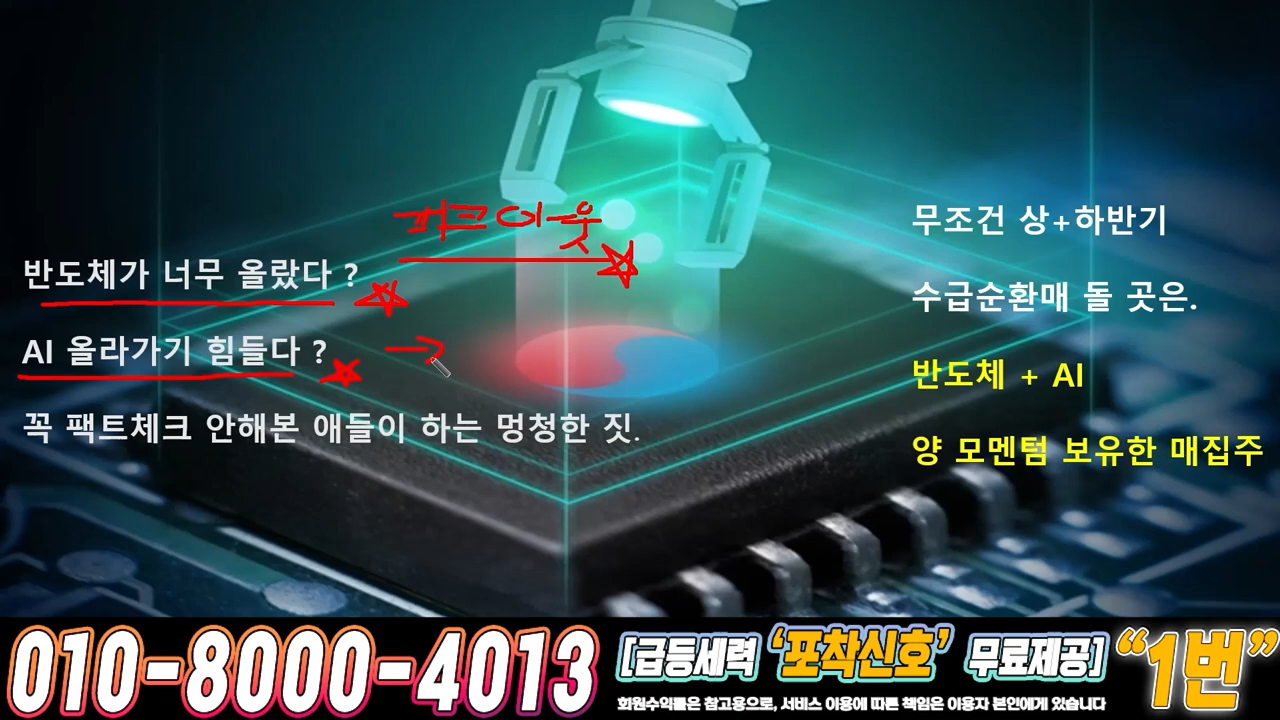 반도체가 너무 올랐다 ?
AI 올라가기 힘들다 ?
꼭 팩트체크 안해본 애들이 하는 멍청한 짓.
무조건 상+하반기
수급순환매 돌 곳은.
반도체 + AI
양 모멘텀 보유한 매집주
010-8000-4013
[급등세력 '포착신호' 무료제공] "1번"
회원수익률은 참고용으로, 서비스 이용에 따른 책임은 이용자 본인에게 있습니다